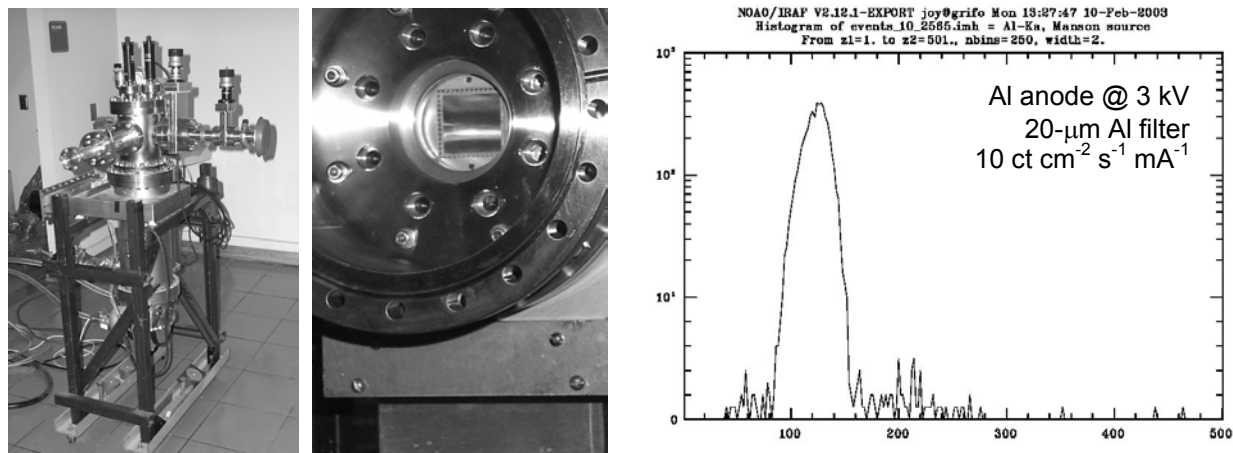 NOAO/IRAF V2.12.1-EXPORT joy@grifo Mon 13:27:47 10-Feb-2003
Histogram of events_10_2565.imh = Al-Ka, Manson source
From z1=1. to z2=501., nbins=250, width=2.
10³
Al anode @ 3 kV
20-μm Al filter
10 ct cm⁻² s⁻¹ mA⁻¹
10²
10¹
0
100 200 300 400 500